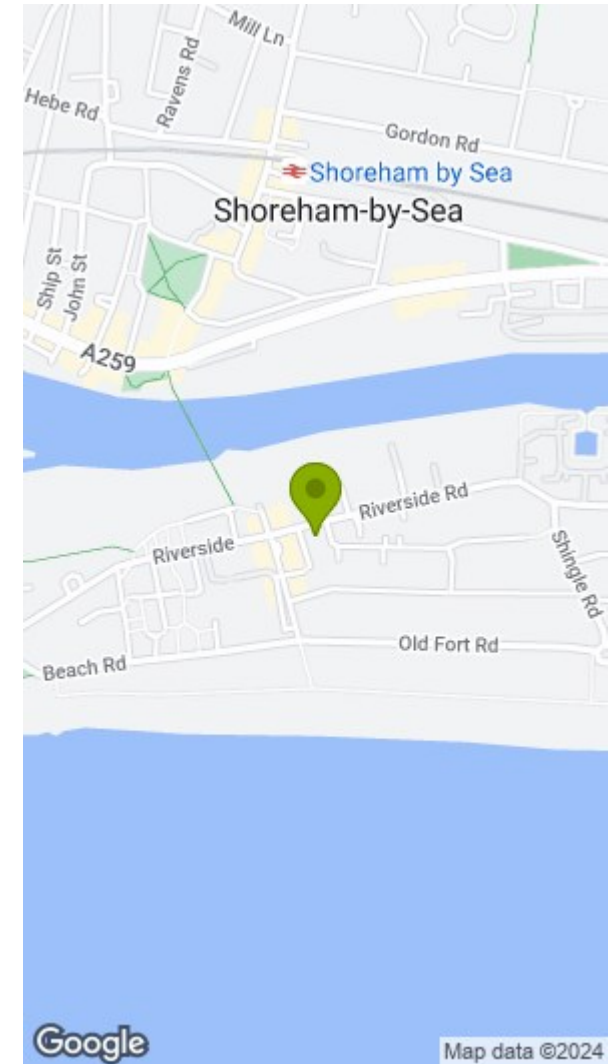 Mill Ln
Ravens Rd
Hebe Rd
Gordon Rd
Shoreham by Sea
Shoreham-by-Sea
Ship St
John St
A259
Riverside Rd
Riverside
Shingle Rd
Old Fort Rd
Beach Rd
Google
Map data ©2024